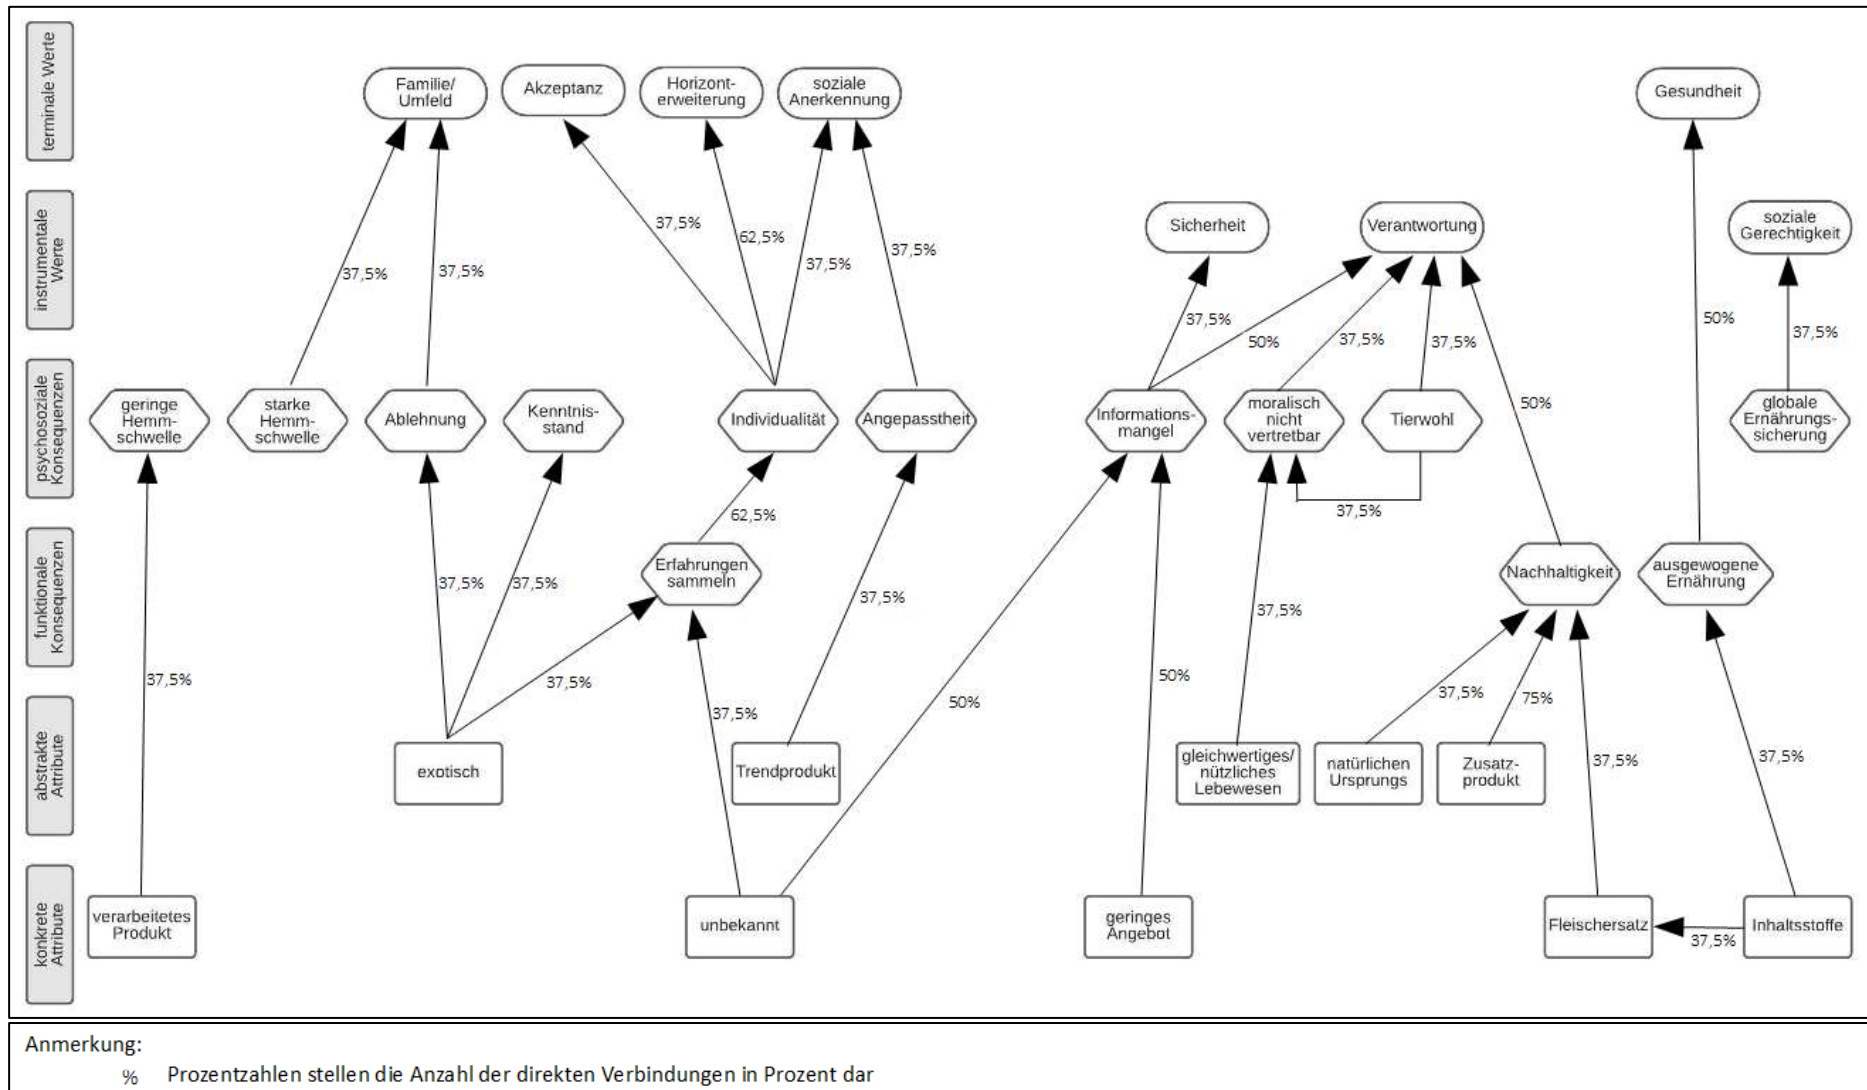 terminale Werte
Familie/
Umfeld
Akzeptanz
Horizont-
erweiterung
soziale
Anerkennung
Gesundheit
37,5%
62,5%
37,5%
37,5%
37,5%
37,5%
instrumentale
Werte
Sicherheit
Verantwortung
soziale
Gerechtigkeit
37,5%
50%
37,5%
37,5%
50%
50%
37,5%
psychosoziale
Konsequenzen
geringe
Hemm-
schwelle
starke
Hemm-
schwelle
Ablehnung
Kenntnis-
stand
Individualität
Angepasstheit
Informations-
mangel
moralisch
nicht
vertretbar
Tierwohl
globale
Ernährungs-
sicherung
62,5%
37,5%
funktionale
Konsequenzen
Erfahrungen
sammeln
Nachhaltigkeit
ausgewogene
Ernährung
37,5%
37,5%
37,5%
37,5%
37,5%
37,5%
37,5%
50%
50%
37,5%
75%
37,5%
37,5%
abstrakte
Attribute
exotisch
Trendprodukt
gleichwertiges/
nützliches
Lebewesen
natürlichen
Ursprungs
Zusatz-
produkt
konkrete
Attribute
verarbeitetes
Produkt
unbekannt
geringes
Angebot
Fleischersatz
37,5%
Inhaltsstoffe
Anmerkung:
% Prozentzahlen stellen die Anzahl der direkten Verbindungen in Prozent dar